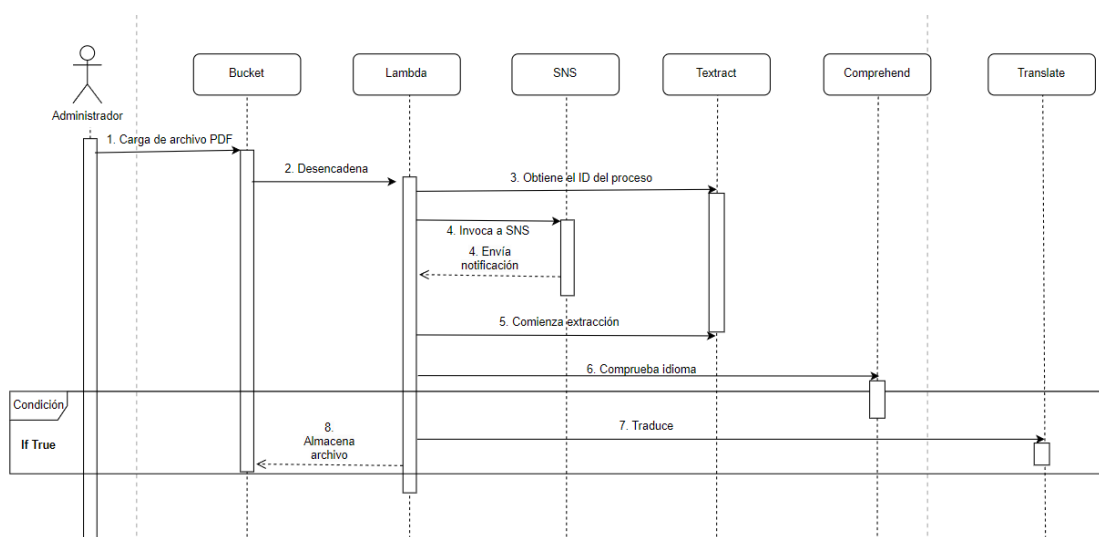 Bucket
Lambda
SNS
Textract
Comprehend
Translate
Administrador
1. Carga de archivo PDF
2. Desencadena
3. Obtiene el ID del proceso
4. Invoca a SNS
4. Envía
notificación
5. Comienza extracción
6. Comprueba idioma
Condición
If True
7. Traduce
8.
Almacena
archivo